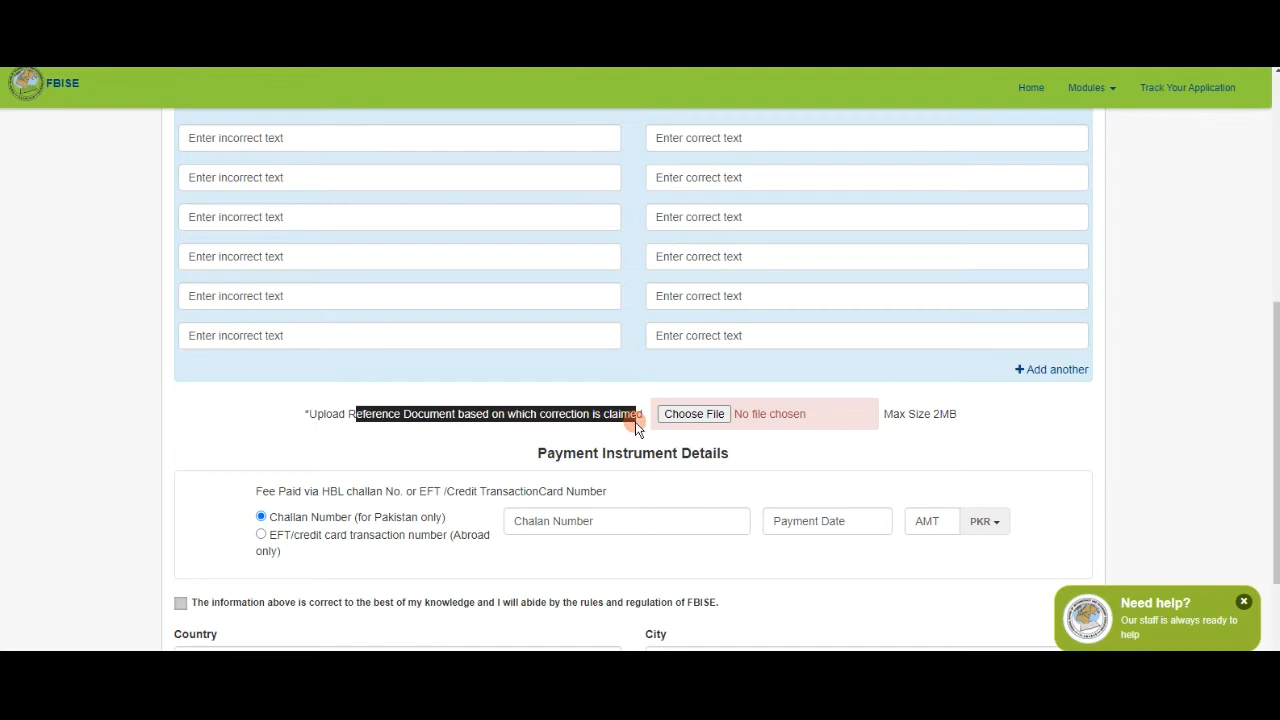 FBISE
Home Modules Track Your Application
Enter incorrect text Enter correct text
Enter incorrect text Enter correct text
Enter incorrect text Enter correct text
Enter incorrect text Enter correct text
Enter incorrect text Enter correct text
Enter incorrect text Enter correct text
+ Add another
*Upload Reference Document based on which correction is claimed Choose File No file chosen Max Size 2MB
Payment Instrument Details
Fee Paid via HBL challan No. or EFT /Credit TransactionCard Number
Challan Number (for Pakistan only) Chalan Number Payment Date AMT PKR
EFT/credit card transaction number (Abroad
only)
The information above is correct to the best of my knowledge and I will abide by the rules and regulation of FBISE.
Country City
Need help?
Our staff is always ready to
help